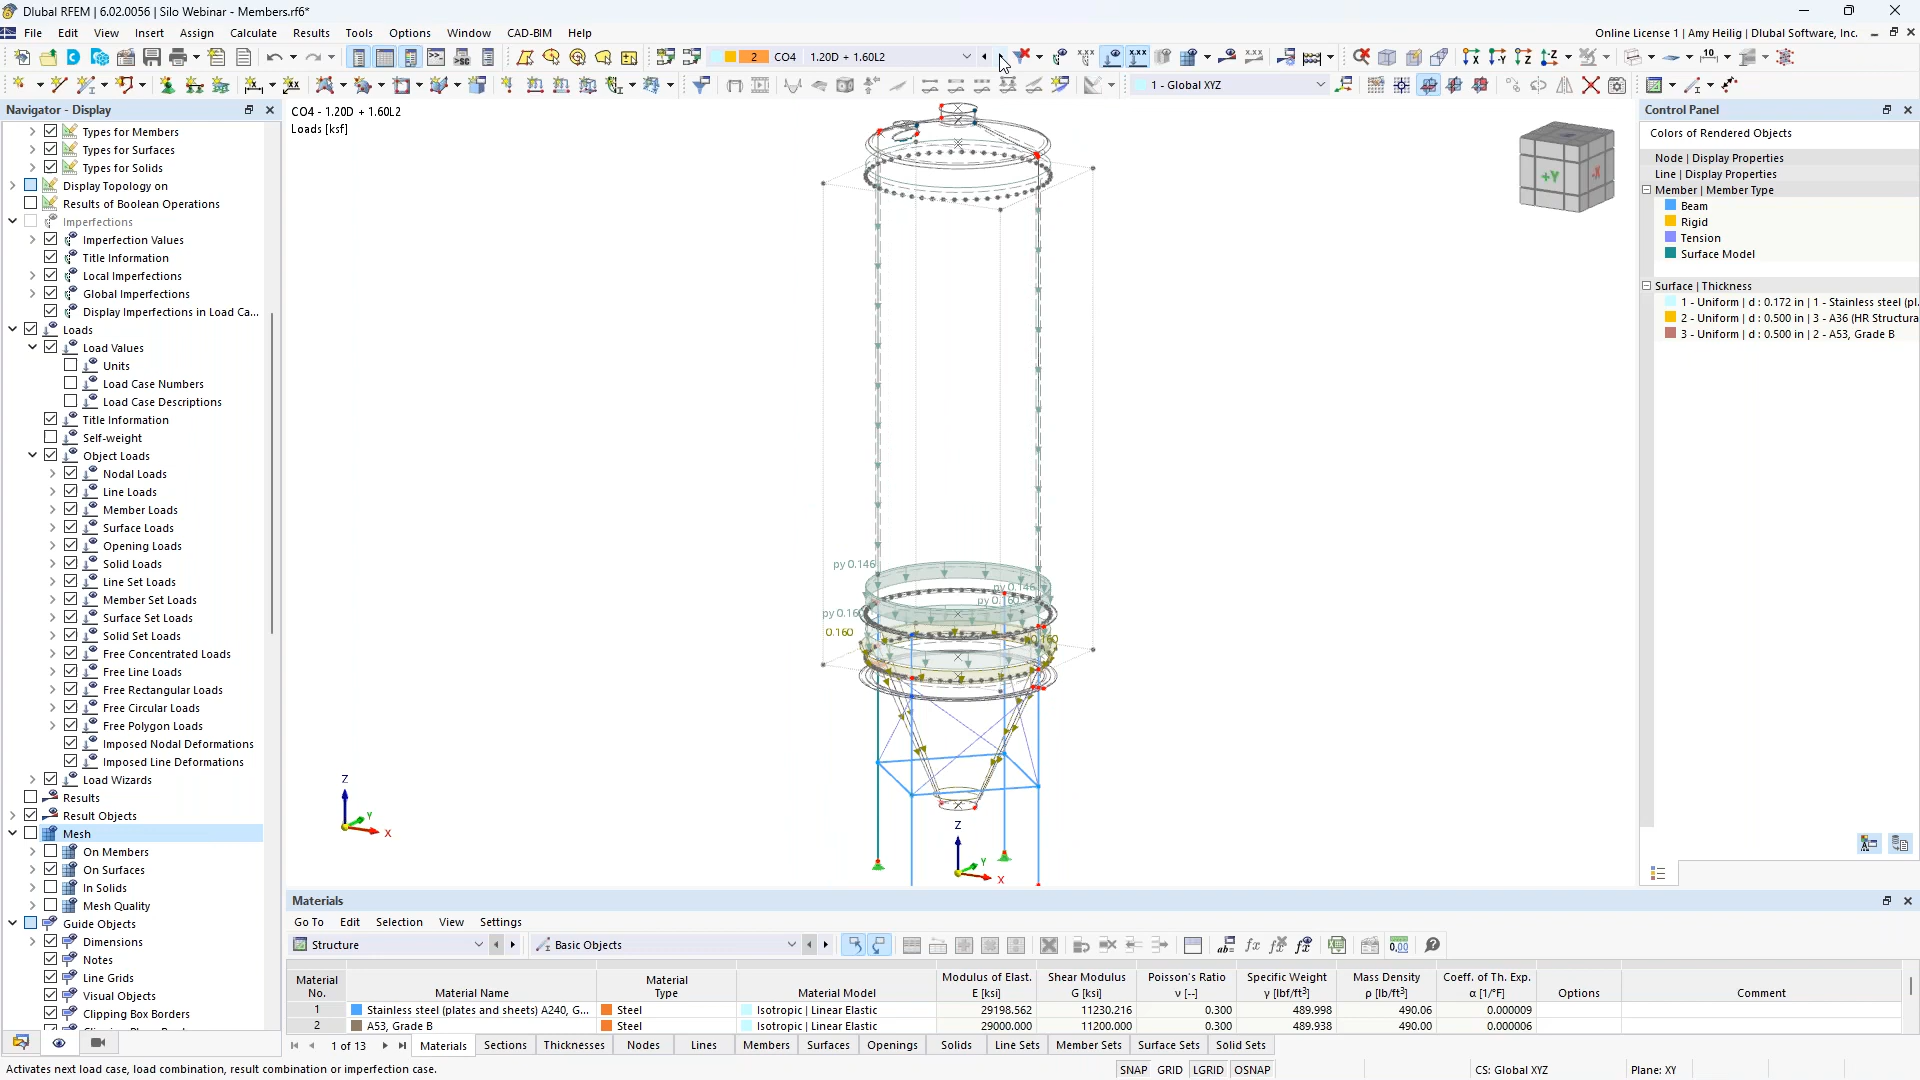 Dlubal RFEM | 6.02.0056 | Silo Webinar - Members.rf6*
File Edit View Insert Assign Calculate Results Tools Options Window CAD-BIM Help
Online License 1 | Amy Heilig | Dlubal Software, Inc.
2 CO4 1.20D + 1.60L2
1 - Global XYZ
Navigator - Display
Types for Members
Types for Surfaces
Types for Solids
Display Topology on
Results of Boolean Operations
Imperfections
Imperfection Values
Title Information
Local Imperfections
Global Imperfections
Display Imperfections in Load Ca...
Loads
Load Values
Units
Load Case Numbers
Load Case Descriptions
Title Information
Self-weight
Object Loads
Nodal Loads
Line Loads
Member Loads
Surface Loads
Opening Loads
Solid Loads
Line Set Loads
Member Set Loads
Surface Set Loads
Solid Set Loads
Free Concentrated Loads
Free Line Loads
Free Rectangular Loads
Free Circular Loads
Free Polygon Loads
Imposed Nodal Deformations
Imposed Line Deformations
Load Wizards
Results
Result Objects
Mesh
On Members
On Surfaces
In Solids
Mesh Quality
Guide Objects
Dimensions
Notes
Line Grids
Visual Objects
Clipping Box Borders
CO4 - 1.20D + 1.60L2
Loads [ksf]
py 0.146
py 0.146
py 0.160
py 0.16
0.160
0.160
Z
Y
X
Z
Y
X
+Y
-X
Control Panel
Colors of Rendered Objects
Node | Display Properties
Line | Display Properties
Member | Member Type
Beam
Rigid
Tension
Surface Model
Surface | Thickness
1 - Uniform | d : 0.172 in | 1 - Stainless steel (pl.
2 - Uniform | d : 0.500 in | 3 - A36 (HR Structura
3 - Uniform | d : 0.500 in | 2 - A53, Grade B
Materials
Go To Edit Selection View Settings
Structure Basic Objects
Material No. Material Name Material Type Material Model Modulus of Elast. E [ksi] Shear Modulus G [ksi] Poisson's Ratio ν [--] Specific Weight γ [lbf/ft³] Mass Density ρ [lb/ft³] Coeff. of Th. Exp. α [1/°F] Options Comment
1 Stainless steel (plates and sheets) A240, G... Steel Isotropic | Linear Elastic 29198.562 11230.216 0.300 489.998 490.06 0.000009
2 A53, Grade B Steel Isotropic | Linear Elastic 29000.000 11200.000 0.300 489.938 490.00 0.000006
1 of 13 Materials Sections Thicknesses Nodes Lines Members Surfaces Openings Solids Line Sets Member Sets Surface Sets Solid Sets
Activates next load case, load combination, result combination or imperfection case.
SNAP GRID LGRID OSNAP CS: Global XYZ Plane: XY